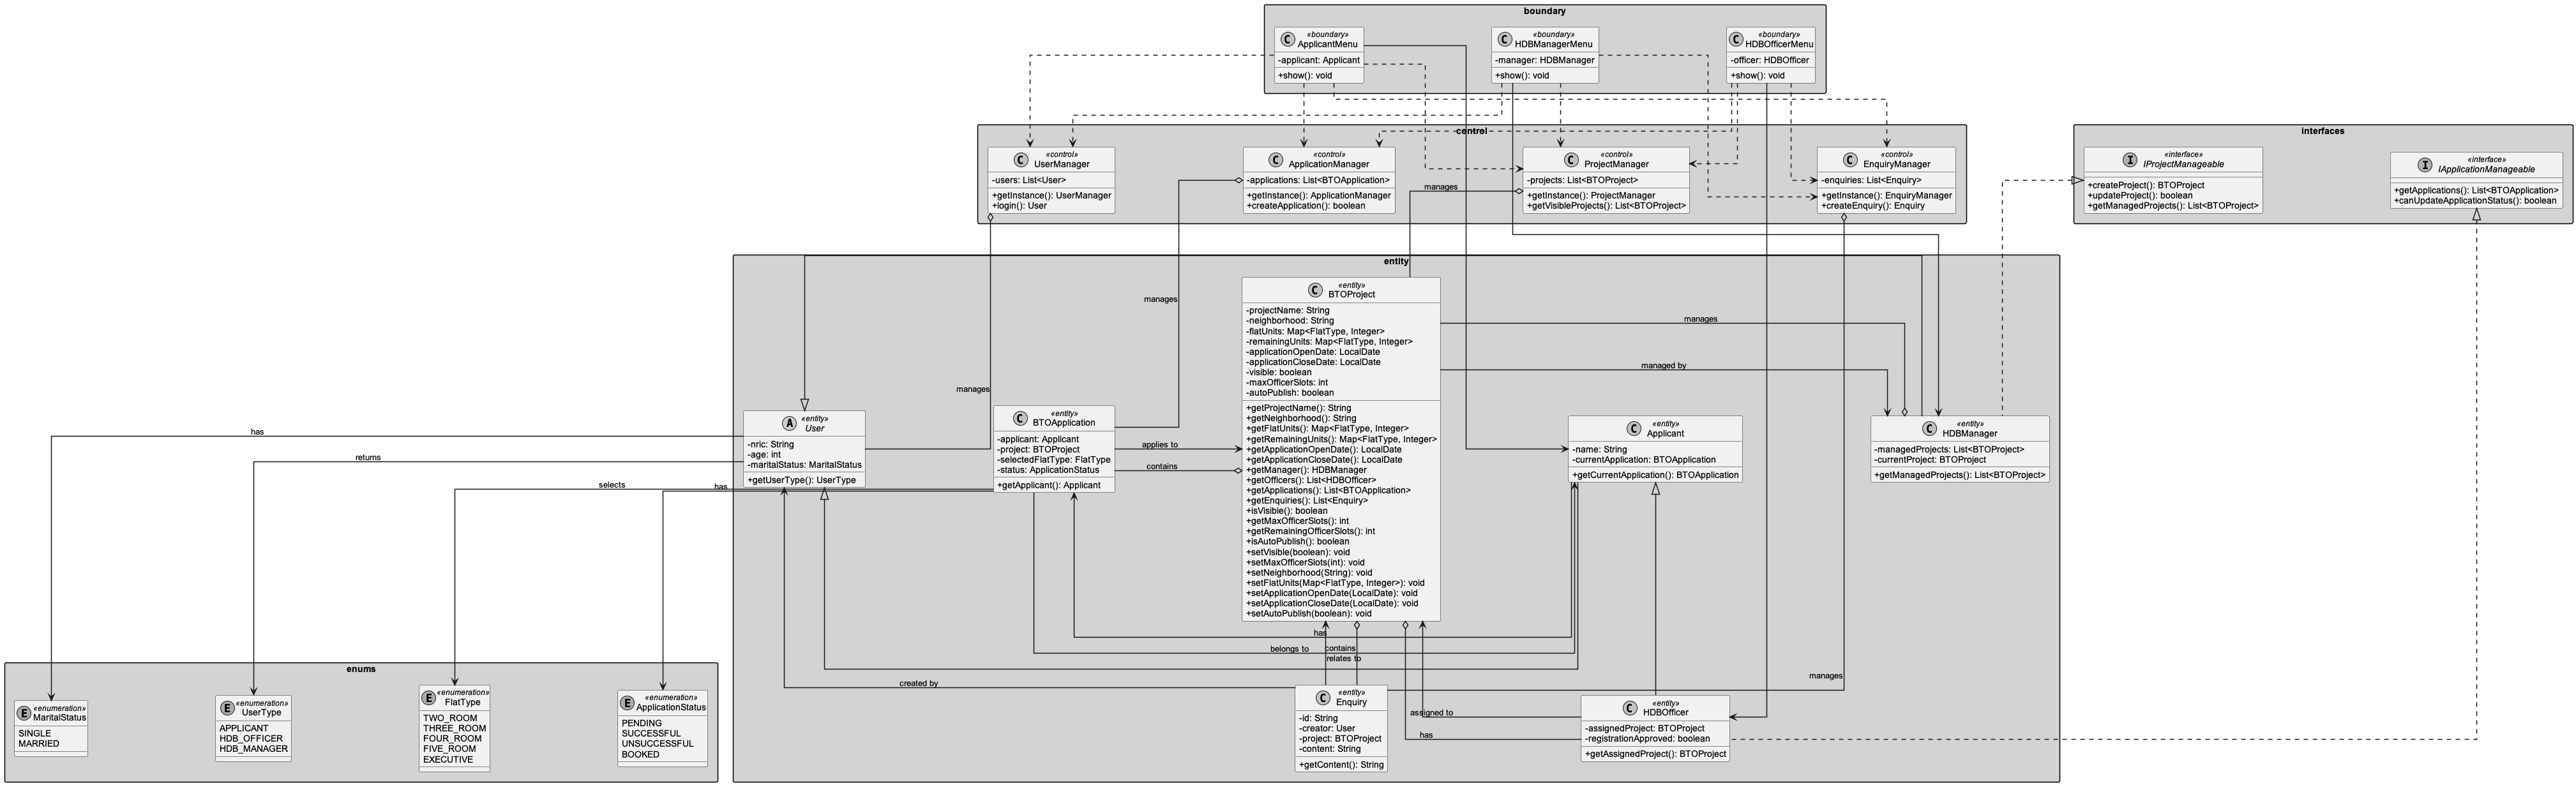 boundary
«boundary»
C ApplicantMenu
-applicant: Applicant
+show(): void
«boundary»
C HDBManagerMenu
-manager: HDBManager
+show(): void
«boundary»
C HDBOfficerMenu
-officer: HDBOfficer
+show(): void
control
«control»
C UserManager
-users: List<User>
+getInstance(): UserManager
+login(): User
«control»
C ApplicationManager
-applications: List<BTOApplication>
+getInstance(): ApplicationManager
+createApplication(): boolean
«control»
C ProjectManager
-projects: List<BTOProject>
+getInstance(): ProjectManager
+getVisibleProjects(): List<BTOProject>
«control»
C EnquiryManager
-enquiries: List<Enquiry>
+getInstance(): EnquiryManager
+createEnquiry(): Enquiry
interfaces
«interface»
I IProjectManageable
+createProject(): BTOProject
+updateProject(): boolean
+getManagedProjects(): List<BTOProject>
«interface»
I IApplicationManageable
+getApplications(): List<BTOApplication>
+canUpdateApplicationStatus(): boolean
manages
entity
«entity»
C BTOProject
-projectName: String
-neighborhood: String
-flatUnits: Map<FlatType, Integer>
-remainingUnits: Map<FlatType, Integer>
-applicationOpenDate: LocalDate
-applicationCloseDate: LocalDate
-visible: boolean
-maxOfficerSlots: int
-autoPublish: boolean
+getProjectName(): String
+getNeighborhood(): String
+getFlatUnits(): Map<FlatType, Integer>
+getRemainingUnits(): Map<FlatType, Integer>
+getApplicationOpenDate(): LocalDate
+getApplicationCloseDate(): LocalDate
+getManager(): HDBManager
+getOfficers(): List<HDBOfficer>
+getApplications(): List<BTOApplication>
+getEnquiries(): List<Enquiry>
+isVisible(): boolean
+getMaxOfficerSlots(): int
+getRemainingOfficerSlots(): int
+isAutoPublish(): boolean
+setVisible(boolean): void
+setMaxOfficerSlots(int): void
+setNeighborhood(String): void
+setFlatUnits(Map<FlatType, Integer>): void
+setApplicationOpenDate(LocalDate): void
+setApplicationCloseDate(LocalDate): void
+setAutoPublish(boolean): void
manages
manages
managed by
manages
«entity»
A User
-nric: String
-age: int
-maritalStatus: MaritalStatus
+getUserType(): UserType
«entity»
C BTOApplication
-applicant: Applicant
-project: BTOProject
-selectedFlatType: FlatType
-status: ApplicationStatus
+getApplicant(): Applicant
applies to
contains
«entity»
C Applicant
-name: String
-currentApplication: BTOApplication
+getCurrentApplication(): BTOApplication
«entity»
C HDBManager
-managedProjects: List<BTOProject>
-currentProject: BTOProject
+getManagedProjects(): List<BTOProject>
has
returns
selects
has
has
belongs to
contains
relates to
created by
manages
assigned to
has
«entity»
C Enquiry
-id: String
-creator: User
-project: BTOProject
-content: String
+getContent(): String
«entity»
C HDBOfficer
-assignedProject: BTOProject
-registrationApproved: boolean
+getAssignedProject(): BTOProject
enums
«enumeration»
E MaritalStatus
SINGLE
MARRIED
«enumeration»
E UserType
APPLICANT
HDB_OFFICER
HDB_MANAGER
«enumeration»
E FlatType
TWO_ROOM
THREE_ROOM
FOUR_ROOM
FIVE_ROOM
EXECUTIVE
«enumeration»
E ApplicationStatus
PENDING
SUCCESSFUL
UNSUCCESSFUL
BOOKED